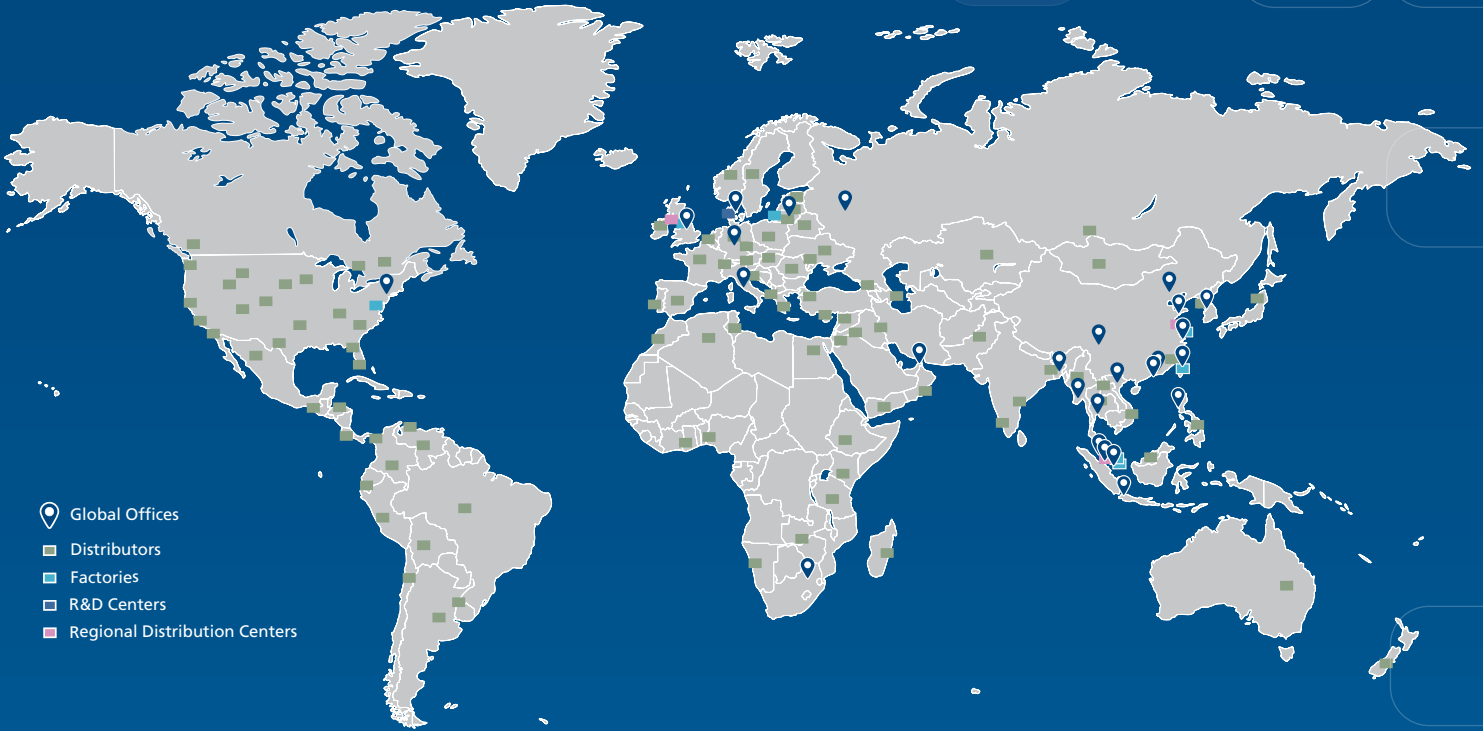 Global Offices
Distributors
Factories
R&D Centers
Regional Distribution Centers